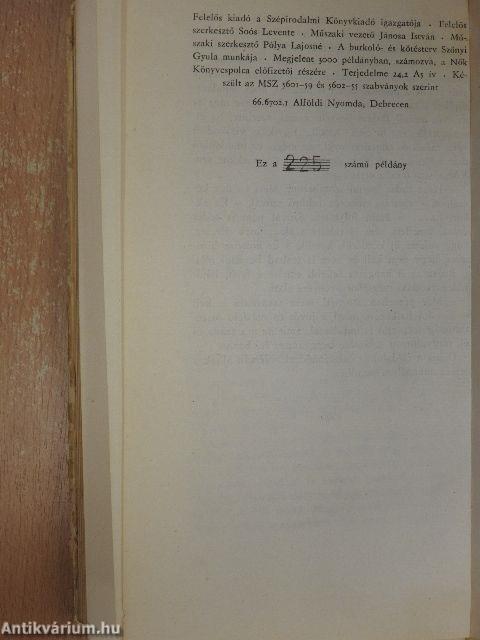 Felelős kiadó a Szépirodalmi Könyvkiadó igazgatója · Felelős
szerkesztő Soós Levente · Műszaki vezető Jánosa István · Mű-
szaki szerkesztő Pólya Lajosné · A burkoló- és kötésterv Szőnyi
Gyula munkája · Megjelent 3000 példányban, számozva, a Nők
Könyvespolca előfizetői részére · Terjedelme 24,2 A5 ív · Ké-
szült az MSZ 5601–59 és 5602–55 szabványok szerint
66.6702.1 Alföldi Nyomda, Debrecen
Ez a 225 számú példány
Antikvárium.hu